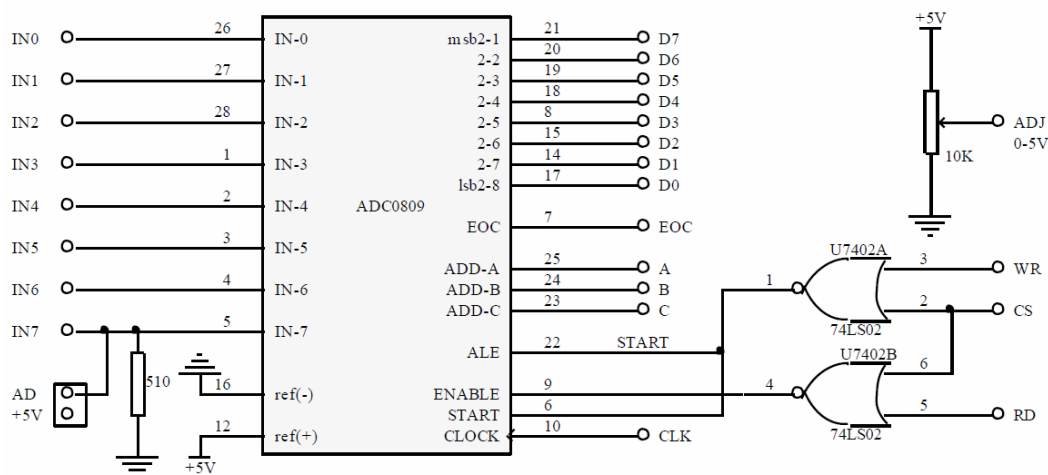 IN0 26 IN-0 msb2-1 21 D7
2-2 20 D6
IN1 27 IN-1 2-3 19 D5
2-4 18 D4
IN2 28 IN-2 2-5 8 D3
2-6 15 D2
IN3 1 IN-3 2-7 14 D1
lsb2-8 17 D0
IN4 2 IN-4 ADC0809
EOC 7 EOC
IN5 3 IN-5
ADD-A 25 A
IN6 4 IN-6 ADD-B 24 B
ADD-C 23 C
IN7 5 IN-7
ALE 22 START
AD 510 16 ref(-) ENABLE 9
+5V START 6
12 ref(+) CLOCK 10 CLK
+5V
+5V
ADJ
0-5V
10K
U7402A
1 3 WR
2 CS
74LS02
U7402B
6
4
5 RD
74LS02